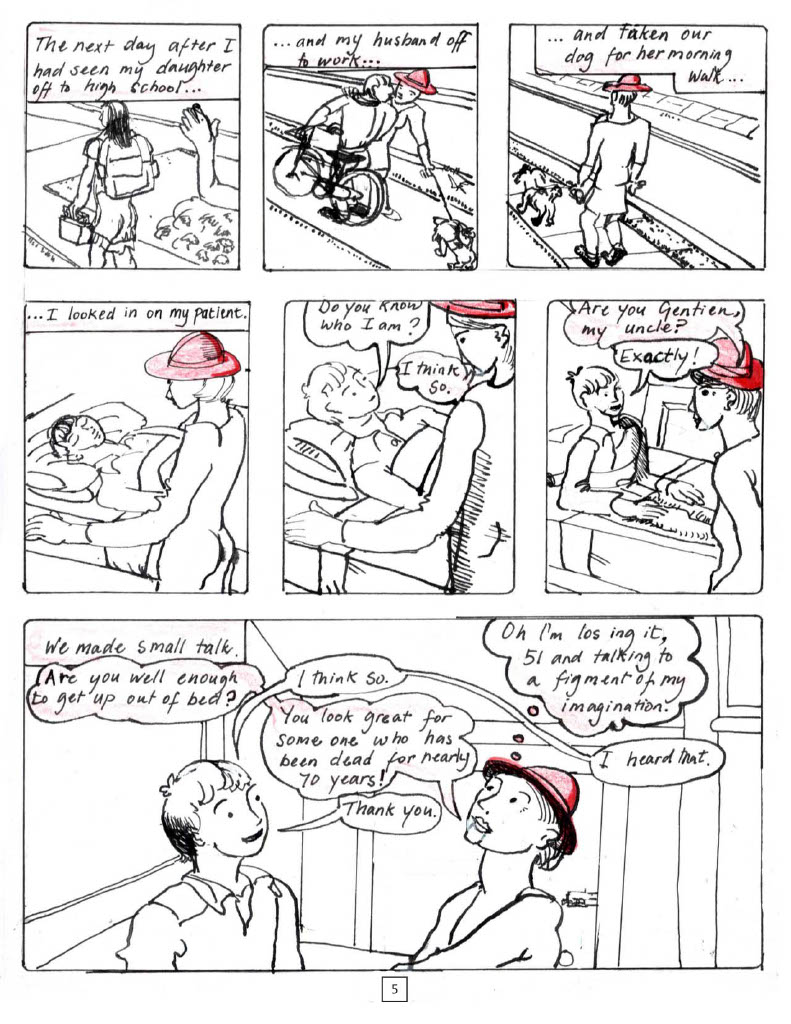 The next day after I
had seen my daughter
off to high school...
...and my husband off
to work...
... and taken our
dog for her morning
walk...
...I looked in on my patient.
Do you know
who I am?
I think
so.
Are you Gentien,
my uncle?
Exactly!
We made small talk.
Are you well enough
to get up out of bed?
I think so.
You look great for
some one who has
been dead for nearly
70 years!
Thank you.
Oh I'm los ing it,
51 and talking to
a figment of my
imagination.
I heard that.
5